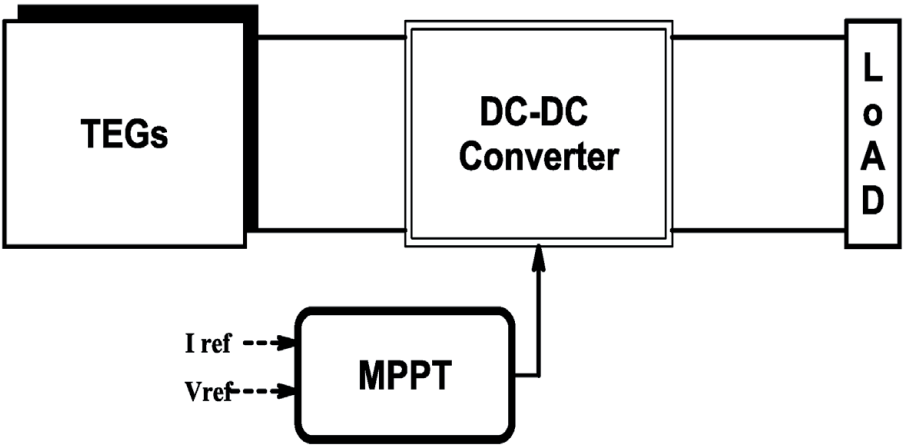 TEGs
DC-DC
Converter
L
o
A
D
I ref
Vref
MPPT